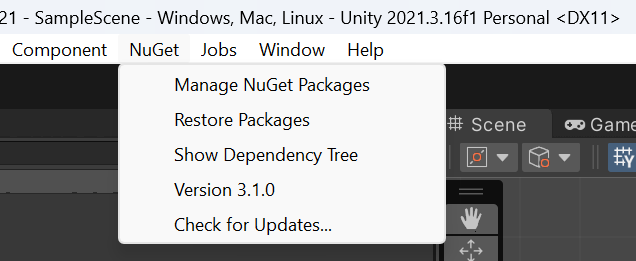 21 - SampleScene - Windows, Mac, Linux - Unity 2021.3.16f1 Personal <DX11>
Component NuGet Jobs Window Help
Manage NuGet Packages
Restore Packages
Show Dependency Tree
Version 3.1.0
Check for Updates...
Scene Game
Y